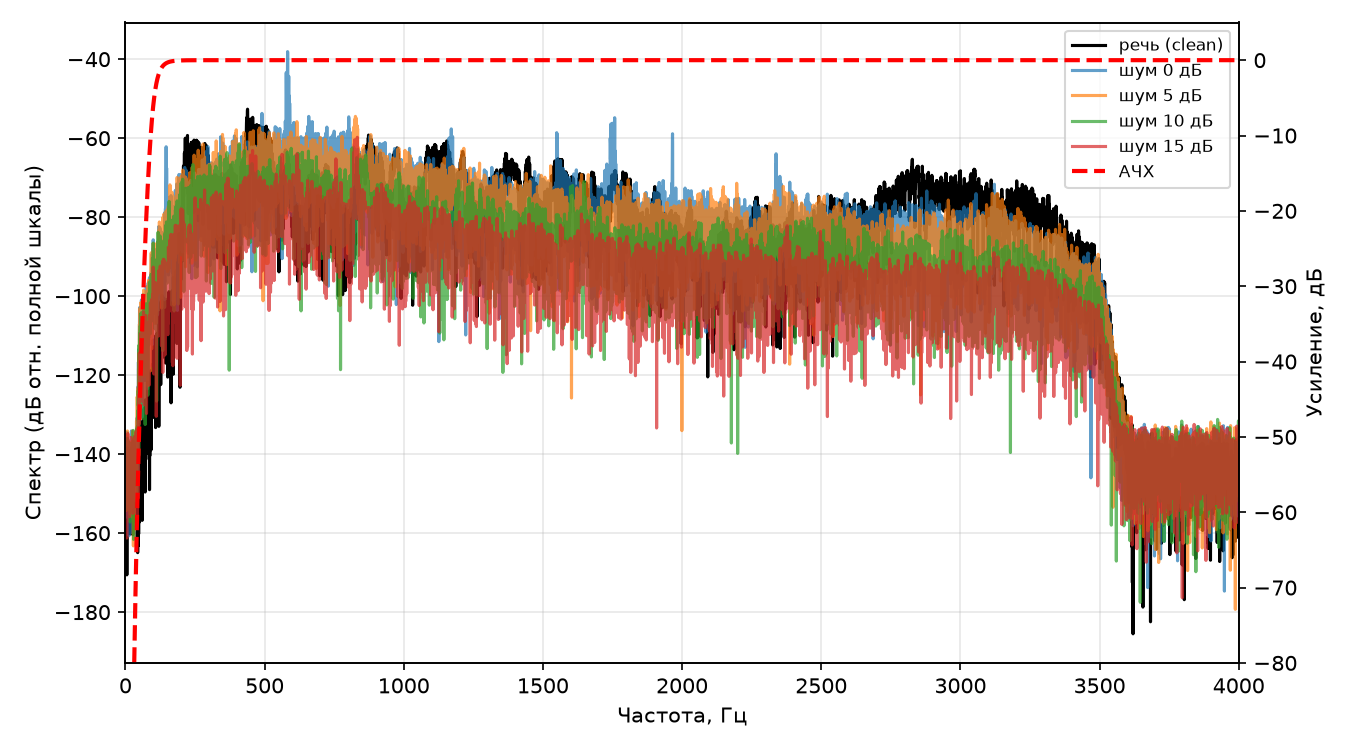 речь (clean)
шум 0 дБ
шум 5 дБ
шум 10 дБ
шум 15 дБ
АЧХ
Спектр (дБ отн. полной шкалы)
−40
−60
−80
−100
−120
−140
−160
−180
0
−10
−20
−30
−40
−50
−60
−70
−80
Усиление, дБ
0
500
1000
1500
2000
2500
3000
3500
4000
Частота, Гц